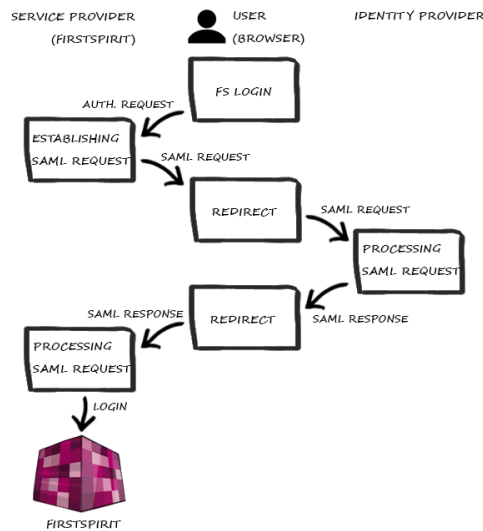 SERVICE PROVIDER
(FIRSTSPIRIT)
USER
(BROWSER)
IDENTITY PROVIDER
FS LOGIN
AUTH. REQUEST
ESTABLISHING
SAML REQUEST
SAML REQUEST
REDIRECT
SAML REQUEST
PROCESSING
SAML REQUEST
SAML RESPONSE
REDIRECT
SAML RESPONSE
PROCESSING
SAML REQUEST
LOGIN
FIRSTSPIRIT